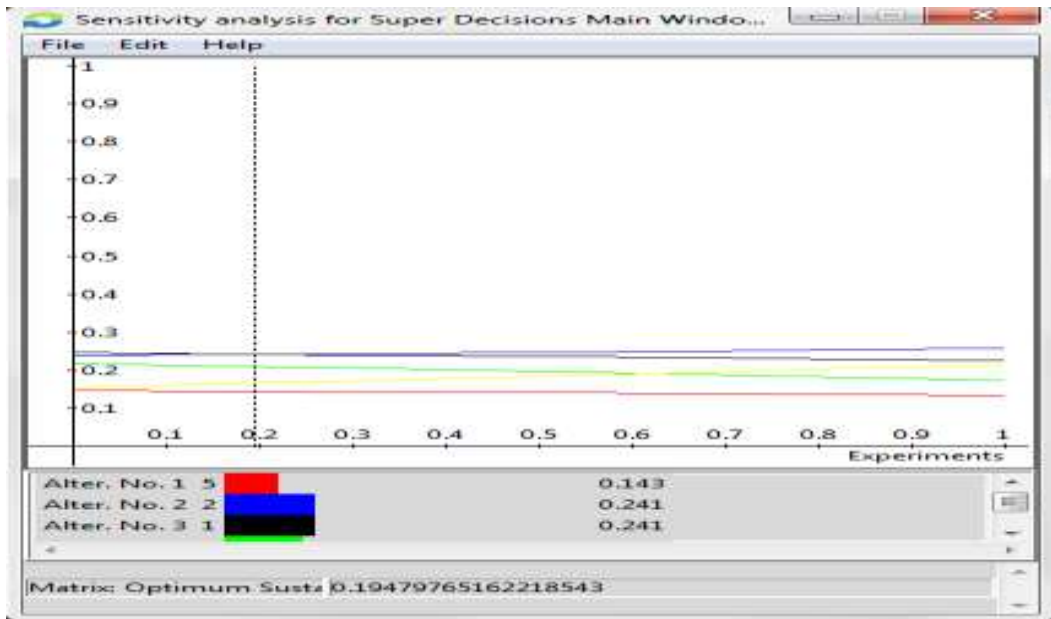 Sensitivity analysis for Super Decisions Main Windo...
File Edit Help
1
0.9
0.8
0.7
0.6
0.5
0.4
0.3
0.2
0.1
0.1 0.2 0.3 0.4 0.5 0.6 0.7 0.8 0.9 1
Experiments
Alter. No. 1 5 0.143
Alter. No. 2 2 0.241
Alter. No. 3 1 0.241
Matrix: Optimum Susta 0.19479765162218543